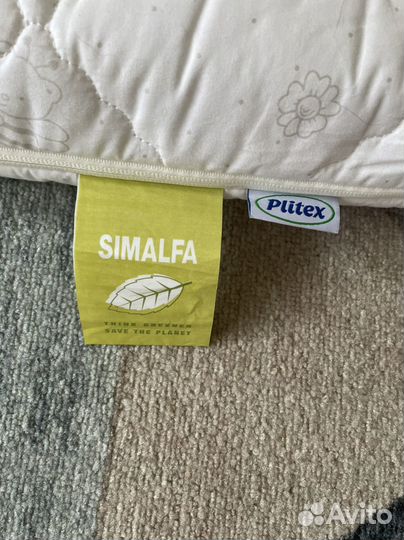 Plitex
SIMALFA
THINK GREENER
SAVE THE PLANET
Avito